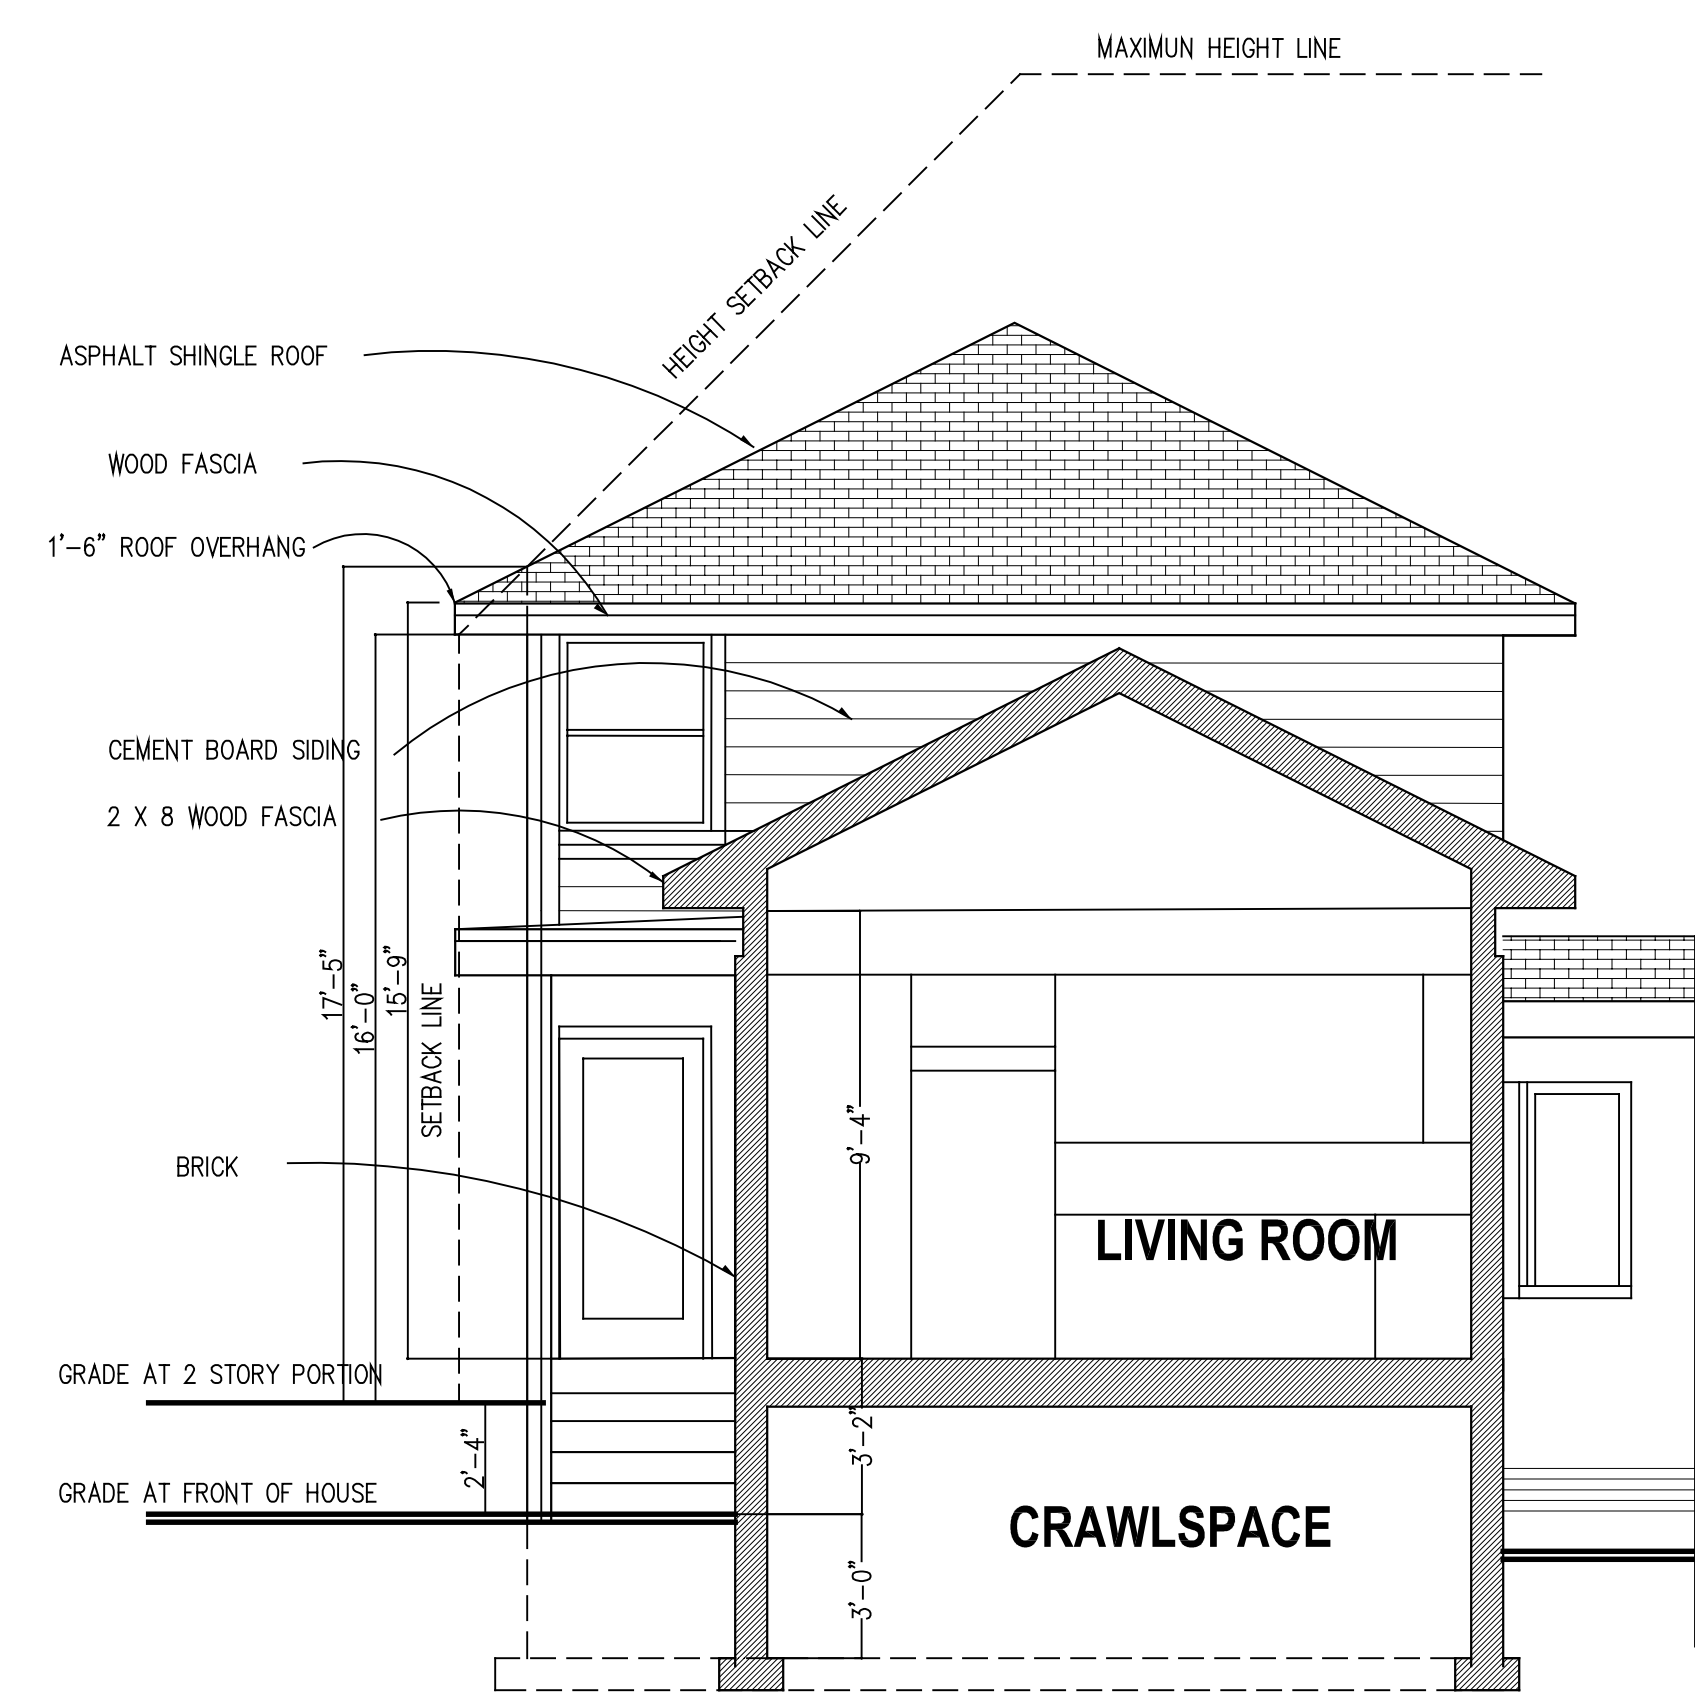 MAXIMUN HEIGHT LINE
HEIGHT SETBACK LINE
ASPHALT SHINGLE ROOF
WOOD FASCIA
1'-6" ROOF OVERHANG
CEMENT BOARD SIDING
2 X 8 WOOD FASCIA
17'-5"
16'-0"
15'-9"
SETBACK LINE
9'-4"
BRICK
LIVING ROOM
GRADE AT 2 STORY PORTION
2'-4"
3'-2"
GRADE AT FRONT OF HOUSE
CRAWLSPACE
3'-0"